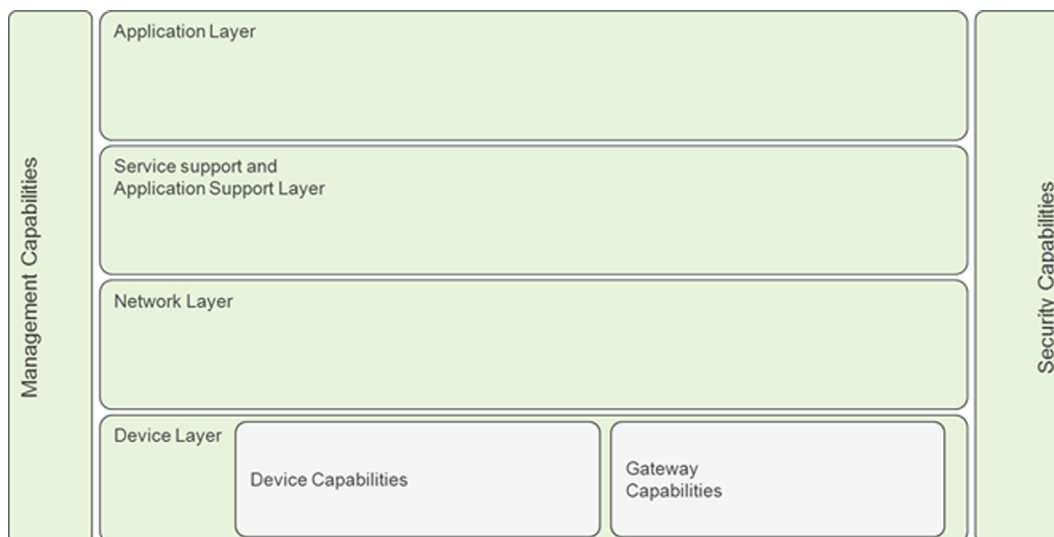 Management Capabilities
Application Layer
Service support and
Application Support Layer
Network Layer
Device Layer
Device Capabilities
Gateway
Capabilities
Security Capabilities